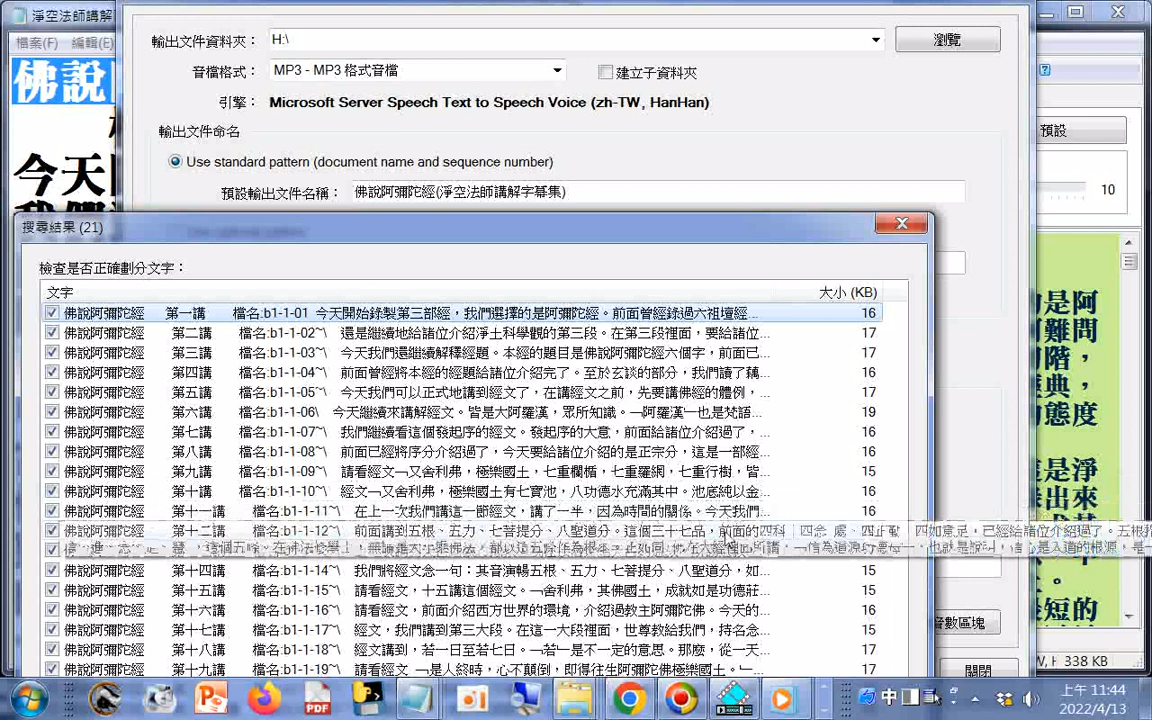 淨空法師講解
檔案(F) 編輯(E)
佛說
今天
輸出文件資料夾： H:\ 瀏覽
音檔格式： MP3 - MP3 格式音檔 建立子資料夾
引擎： Microsoft Server Speech Text to Speech Voice (zh-TW, HanHan)
輸出文件命名
Use standard pattern (document name and sequence number)
預設輸出文件名稱： 佛說阿彌陀經(淨空法師講解字幕集)
預設
10
搜尋結果 (21)
檢查是否正確劃分文字：
文字 大小 (KB)
佛說阿彌陀經 第一講 檔名:b1-1-01 今天開始錄製第三部經，我們選擇的是阿彌陀經。前面曾經錄過六祖壇經... 16
佛說阿彌陀經 第二講 檔名:b1-1-02~\ 還是繼續地給諸位介紹淨土科學觀的第三段。在第三段裡面，要給諸位... 17
佛說阿彌陀經 第三講 檔名:b1-1-03~\ 今天我們還繼續解釋經題。本經的題目是佛說阿彌陀經六個字，前面已... 17
佛說阿彌陀經 第四講 檔名:b1-1-04~\ 前面曾經將本經的經題給諸位介紹完了。至於玄談的部分，我們讀了藕... 16
佛說阿彌陀經 第五講 檔名:b1-1-05~\ 今天我們可以正式地講到經文了，在講經文之前，先要講佛經的體例，... 17
佛說阿彌陀經 第六講 檔名:b1-1-06\ 今天繼續來講解經文。皆是大阿羅漢，眾所知識。—阿羅漢—也是梵語... 19
佛說阿彌陀經 第七講 檔名:b1-1-07~\ 我們繼續看這個發起序的經文。發起序的大意，前面給諸位介紹過了，... 16
佛說阿彌陀經 第八講 檔名:b1-1-08~\ 前面已經將序分介紹過了，今天要給諸位介紹的是正宗分，這是一部經... 16
佛說阿彌陀經 第九講 檔名:b1-1-09~\ 請看經文﹁又舍利弗，極樂國土，七重欄楯，七重羅網，七重行樹，皆... 15
佛說阿彌陀經 第十講 檔名:b1-1-10~\ 經文﹁又舍利弗，極樂國土有七寶池，八功德水充滿其中。池底純以金... 16
佛說阿彌陀經 第十一講 檔名:b1-1-11~\ 在上一次我們講這一節經文，講了一半，因為時間的關係。今天我們... 16
佛說阿彌陀經 第十二講 檔名:b1-1-12~\ 前面講到五根、五力、七菩提分、八聖道分。這個三十七品，前面的四科
佛說阿彌陀經 第十四講 檔名:b1-1-14~\ 我們將經文念一句：其音演暢五根、五力、七菩提分、八聖道分，如... 15
佛說阿彌陀經 第十五講 檔名:b1-1-15~\ 請看經文，十五講這個經文。﹁舍利弗，其佛國土，成就如是功德莊... 15
佛說阿彌陀經 第十六講 檔名:b1-1-16~\ 請看經文，前面介紹西方世界的環境，介紹過教主阿彌陀佛。今天的... 16
佛說阿彌陀經 第十七講 檔名:b1-1-17~\ 經文，我們講到第三大段。在這一大段裡面，世尊教給我們，持名念... 15
佛說阿彌陀經 第十八講 檔名:b1-1-18~\ 經文講到，若一日至若七日。—若—是不一定的意思。那麼，從一天... 17
佛說阿彌陀經 第十九講 檔名:b1-1-19~\ 請看經文 ﹁是人終時，心不顛倒，即得往生阿彌陀佛極樂國土。﹂... 17
音數區塊
關閉
338 KB
中
上午 11:44
2022/4/13